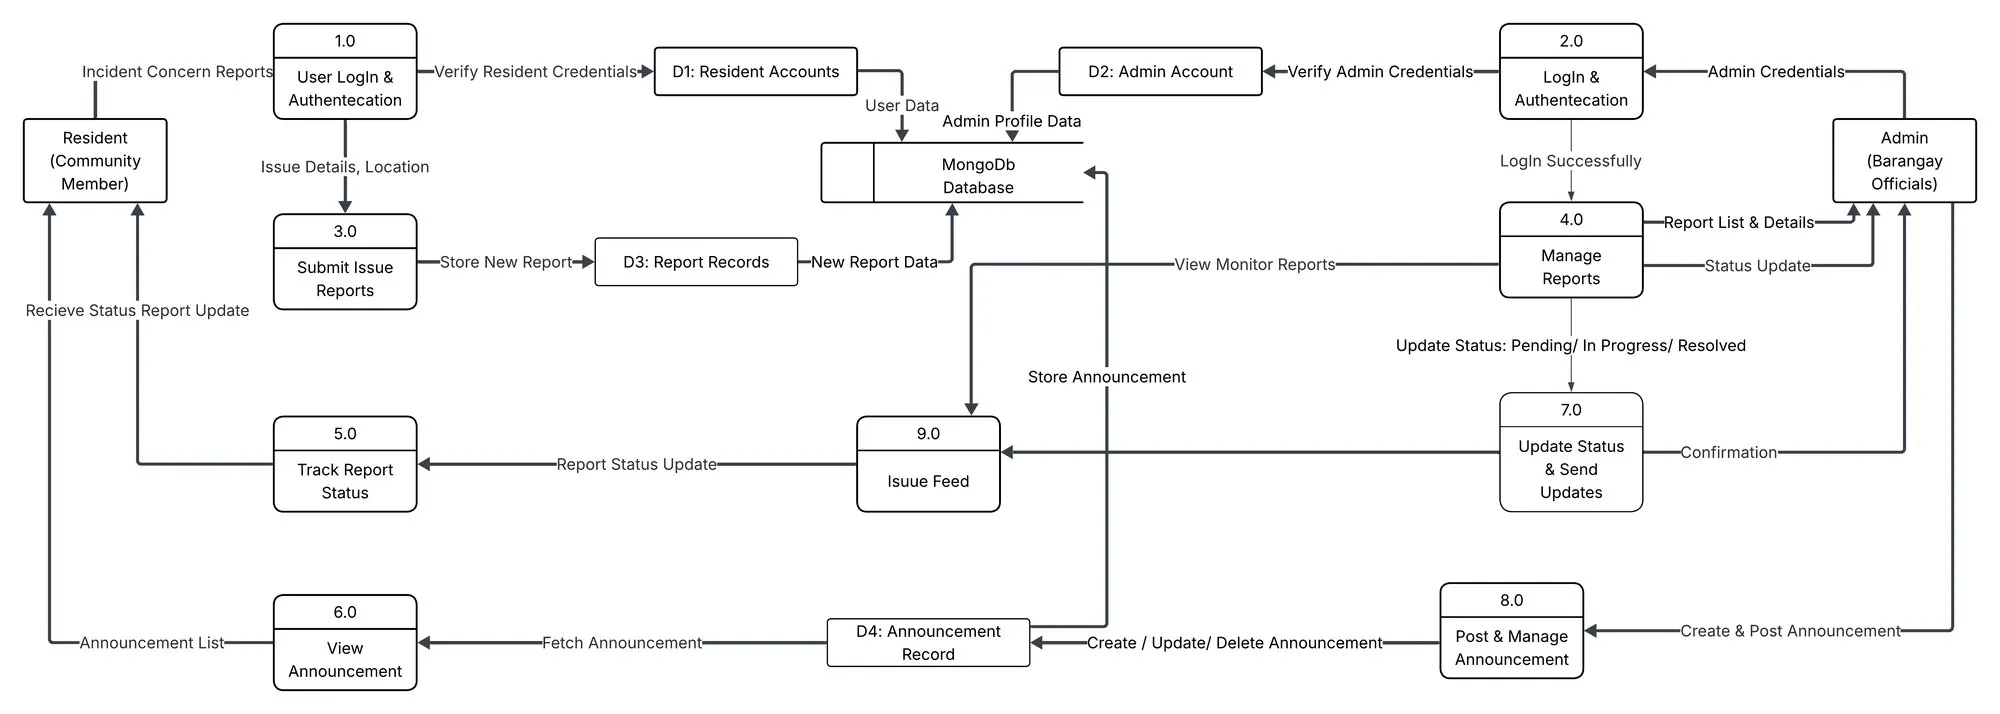 1.0
User LogIn &
Authentecation
Incident Concern Reports
Verify Resident Credentials
D1: Resident Accounts
User Data
D2: Admin Account
Admin Profile Data
Verify Admin Credentials
2.0
LogIn &
Authentecation
Admin Credentials
Resident
(Community
Member)
Issue Details, Location
MongoDb
Database
LogIn Successfully
Admin
(Barangay
Officials)
3.0
Submit Issue
Reports
Store New Report
D3: Report Records
New Report Data
View Monitor Reports
4.0
Manage
Reports
Report List & Details
Status Update
Recieve Status Report Update
Update Status: Pending/ In Progress/ Resolved
Store Announcement
5.0
Track Report
Status
Report Status Update
9.0
Isuue Feed
7.0
Update Status
& Send
Updates
Confirmation
6.0
View
Announcement
Announcement List
Fetch Announcement
D4: Announcement
Record
Create / Update/ Delete Announcement
8.0
Post & Manage
Announcement
Create & Post Announcement